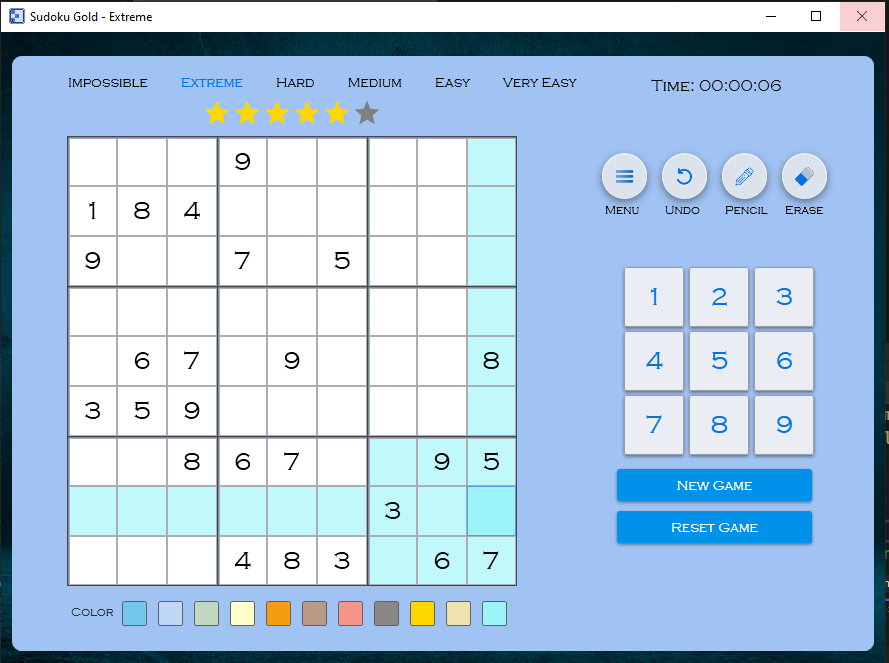 Sudoku Gold - Extreme
Impossible Extreme Hard Medium Easy Very Easy
Time: 00:00:06
9
1 8 4
Menu Undo Pencil Erase
9 7 5
1 2 3
6 7 9 8
4 5 6
3 5 9
7 8 9
8 6 7 9 5
New Game
3
Reset Game
4 8 3 6 7
Color